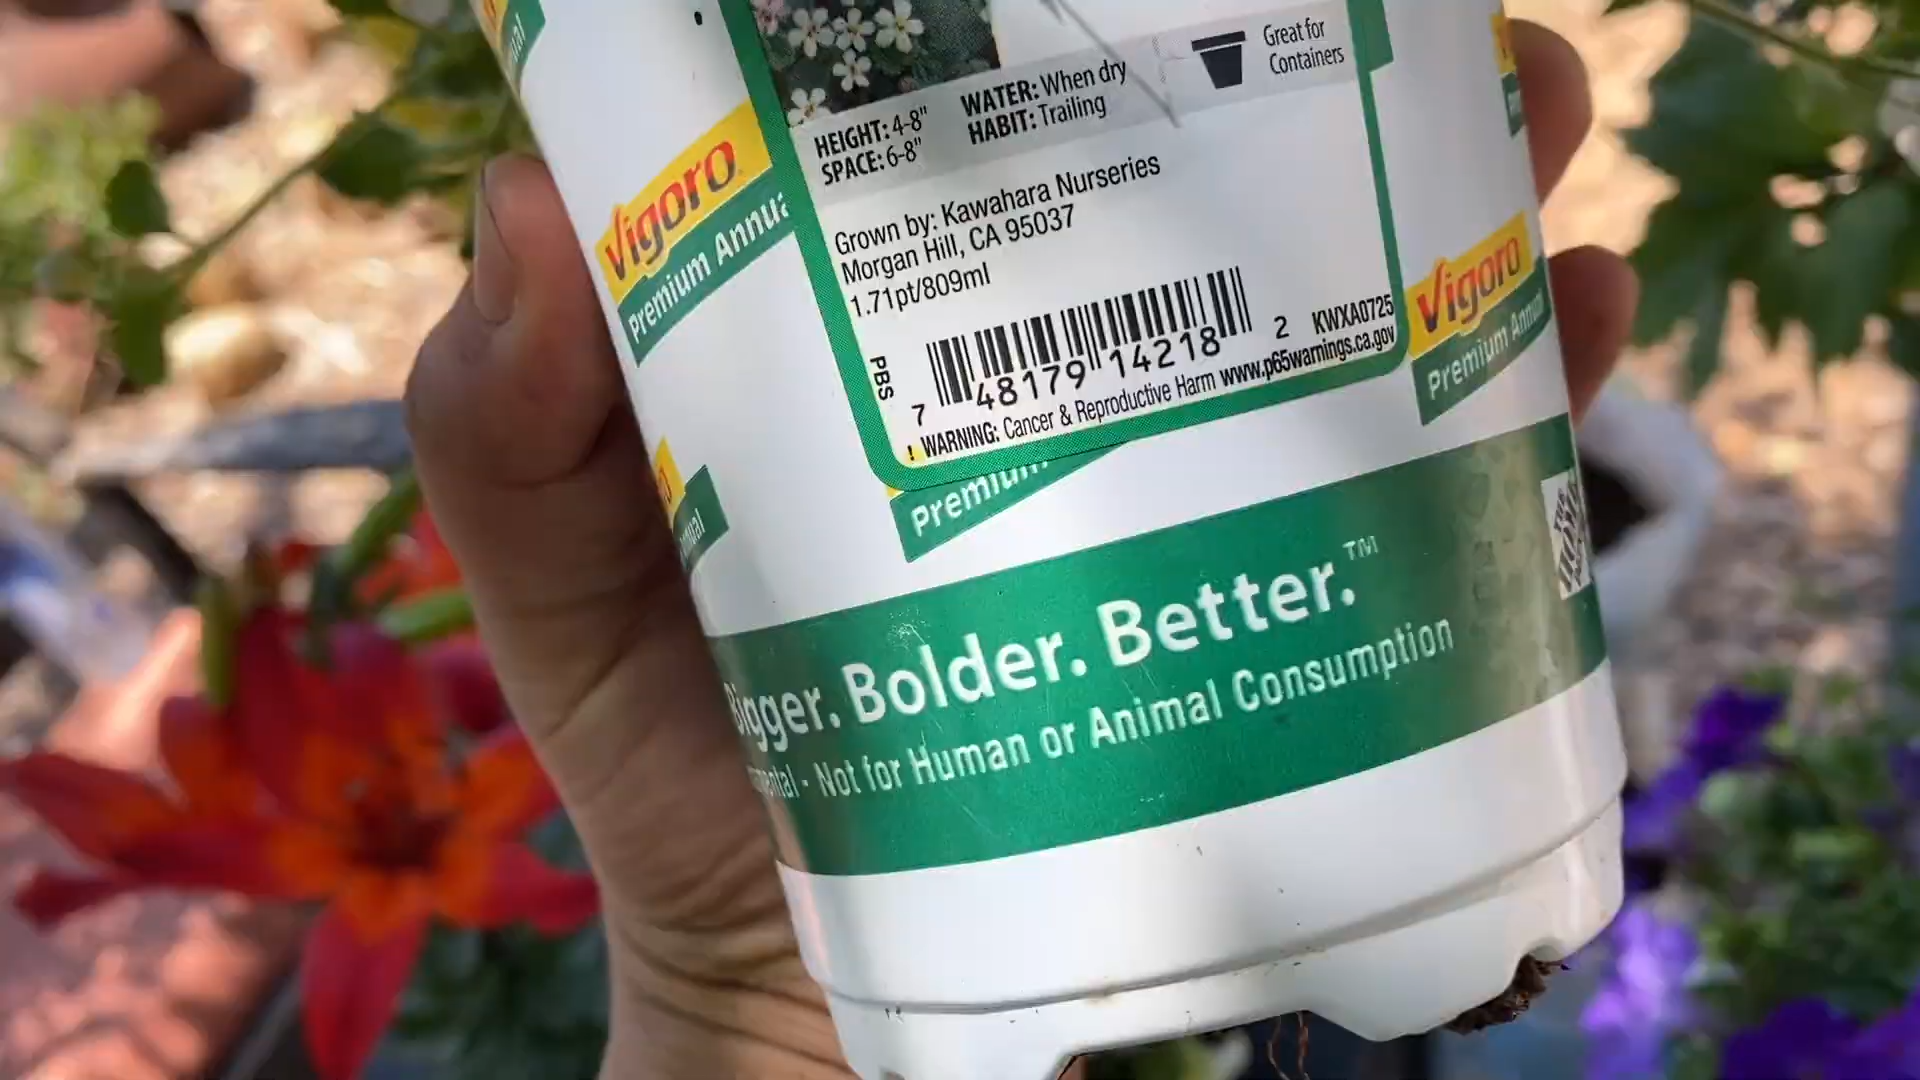 Great for
Containers
HEIGHT: 4-8"
SPACE: 6-8"
WATER: When dry
HABIT: Trailing
Vigoro
Premium
Grown by: Kawahara Nurseries
Morgan Hill, CA 95037
1.71pt/809ml
PBS
7 48179 14218 2
KWXA0725
! WARNING: Cancer & Reproductive Harm www.p65warnings.ca.gov
Vigoro
Premium
Premium
Bigger. Bolder. Better.™
- Not for Human or Animal Consumption